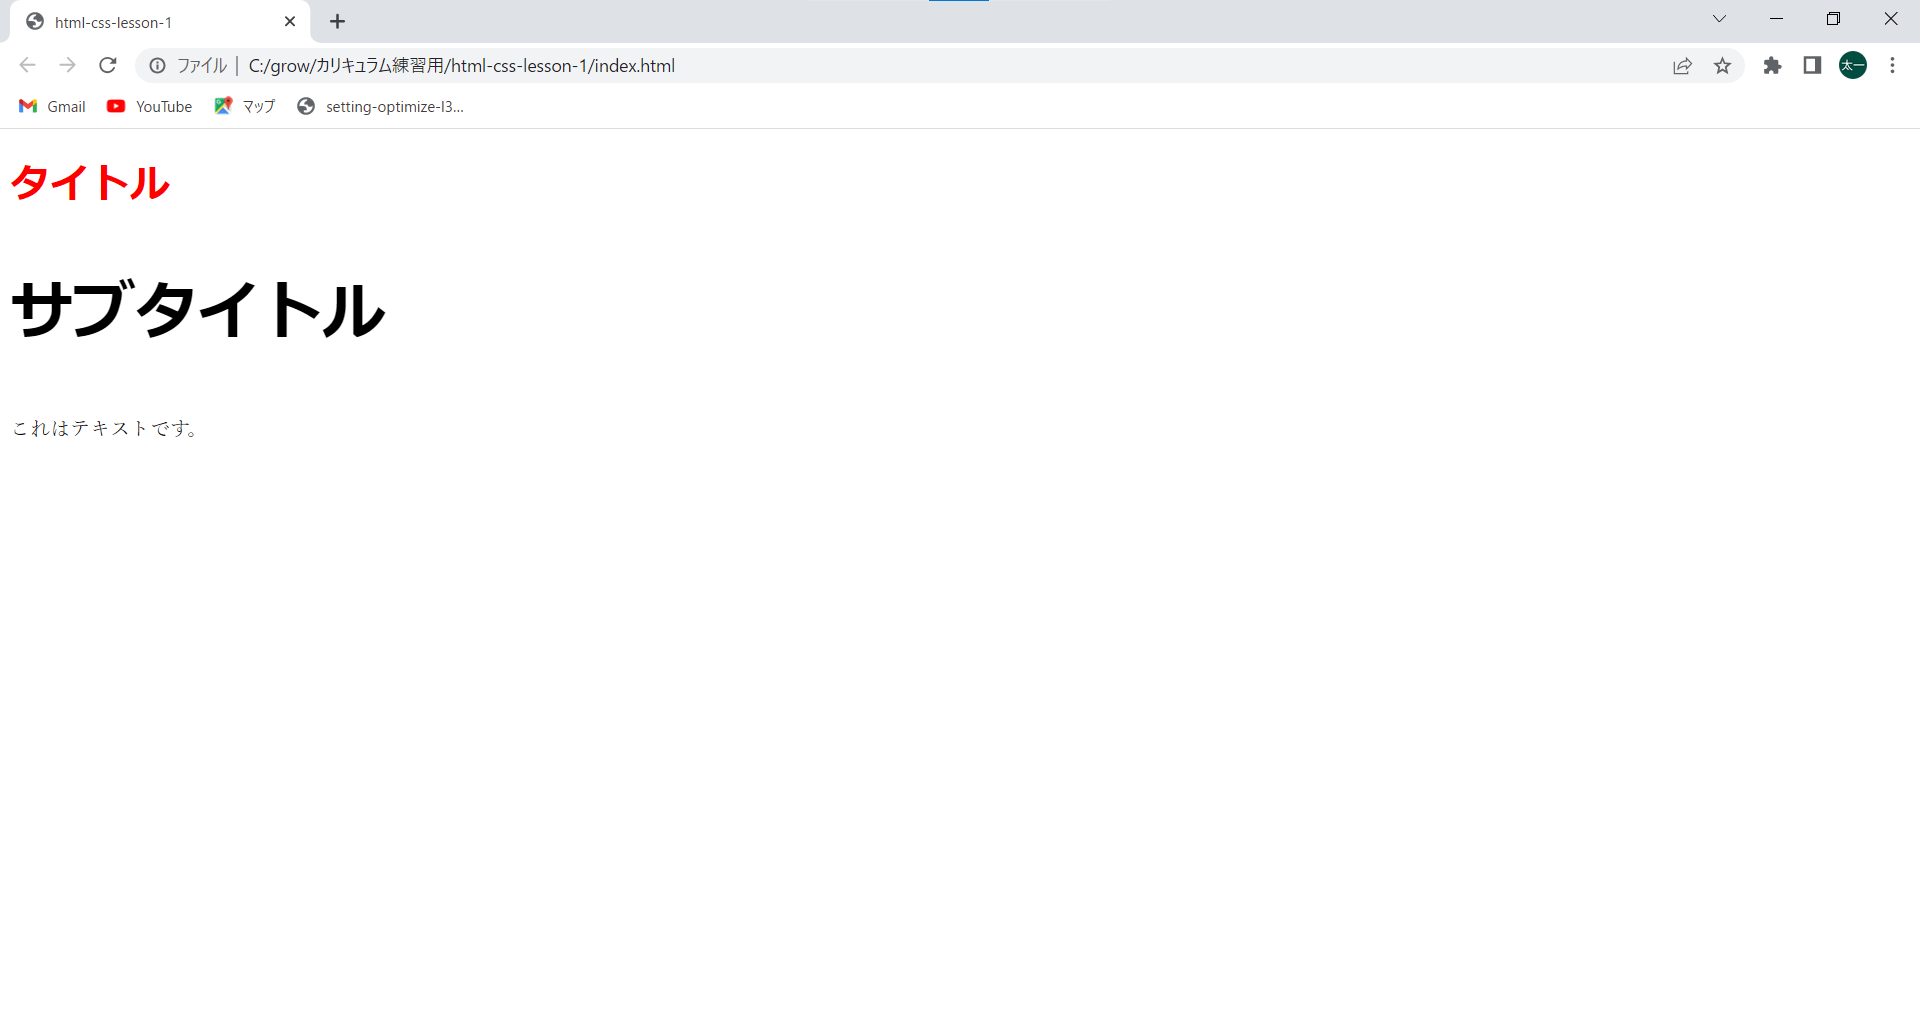 html-css-lesson-1
ファイル | C:/grow/カリキュラム練習用/html-css-lesson-1/index.html
太一
Gmail YouTube マップ setting-optimize-l3...
タイトル
サブタイトル
これはテキストです。